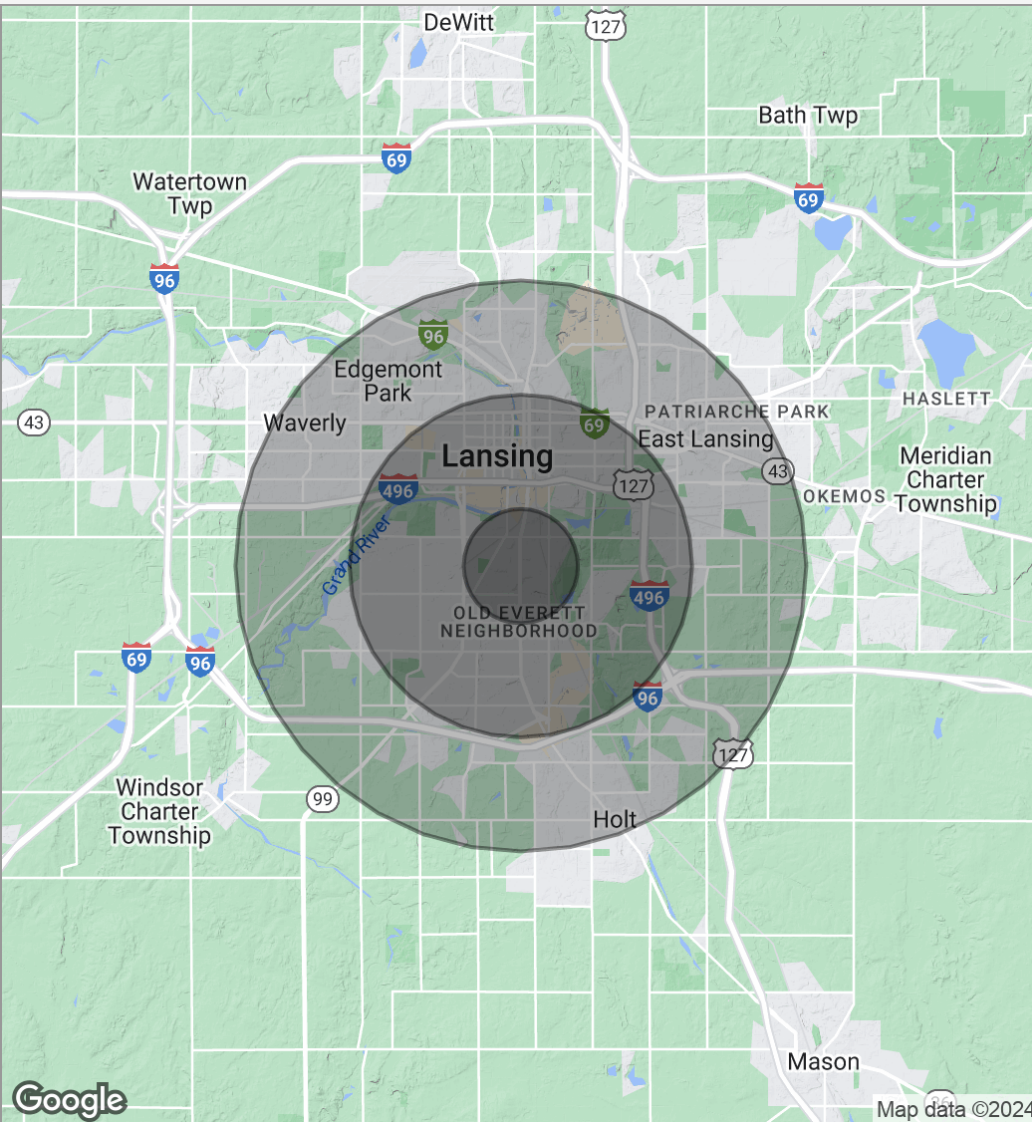 DeWitt
127
Bath Twp
69
Watertown
Twp
69
96
96
Edgemont
Park
HASLETT
PATRIARCHE PARK
43
Waverly
69
East Lansing
Lansing
Meridian
Charter
Township
43
127
496
OKEMOS
Grand River
496
OLD EVERETT
NEIGHBORHOOD
69
96
96
127
Windsor
Charter
Township
99
Holt
Mason
Google
36
Map data ©2024